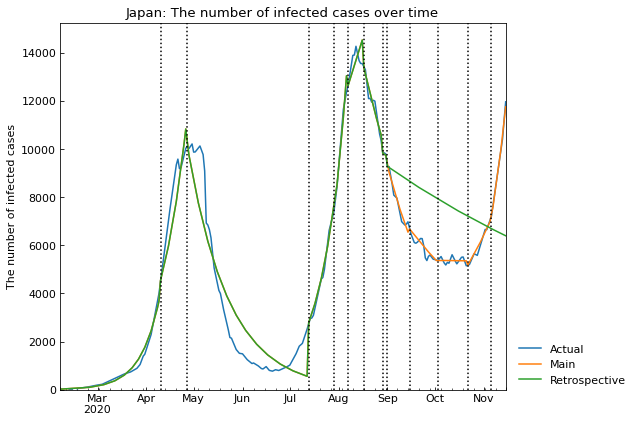 Japan: The number of infected cases over time
The number of infected cases
14000
12000
10000
8000
6000
4000
2000
0
Mar
2020
Apr
May
Jun
Jul
Aug
Sep
Oct
Nov
Actual
Main
Retrospective